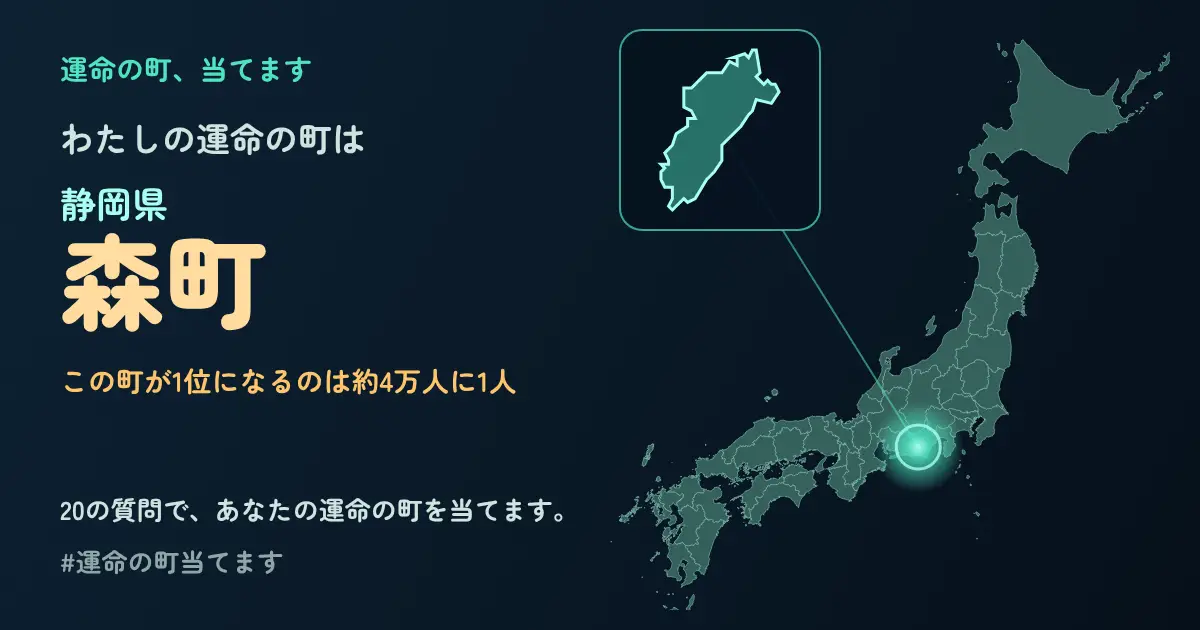 運命の町、当てます
わたしの運命の町は
静岡県
森町
この町が1位になるのは約4万人に1人
20の質問で、あなたの運命の町を当てます。
#運命の町当てます